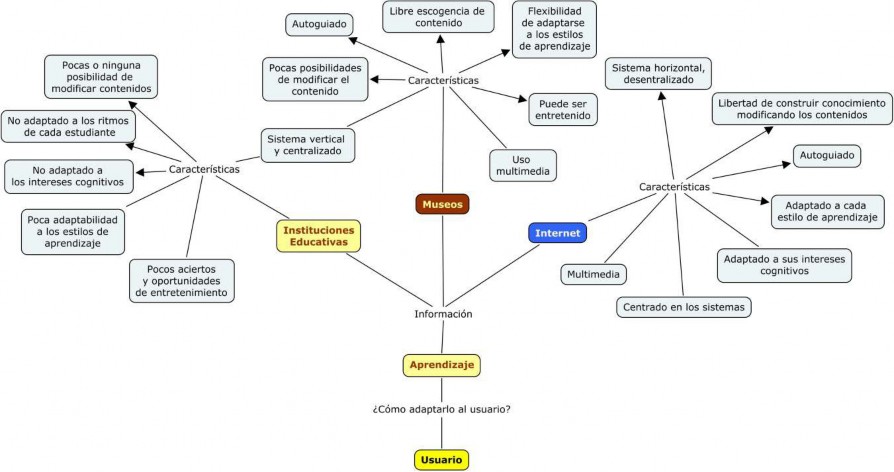 Libre escogencia de
contenido
Flexibilidad
de adaptarse
a los estilos
de aprendizaje
Autoguiado
Pocas posibilidades
de modificar el
contenido
Características
Puede ser
entretenido
Uso
multimedia
Sistema vertical
y centralizado
Pocas o ninguna
posibilidad de
modificar contenidos
No adaptado a los ritmos
de cada estudiante
No adaptado a
los intereses cognitivos
Características
Poca adaptabilidad
a los estilos de
aprendizaje
Pocos aciertos
y oportunidades
de entretenimiento
Sistema horizontal,
desentralizado
Libertad de construir conocimiento
modificando los contenidos
Autoguiado
Características
Adaptado a cada
estilo de aprendizaje
Adaptado a sus intereses
cognitivos
Multimedia
Centrado en los sistemas
Instituciones
Educativas
Museos
Internet
Información
Aprendizaje
¿Cómo adaptarlo al usuario?
Usuario